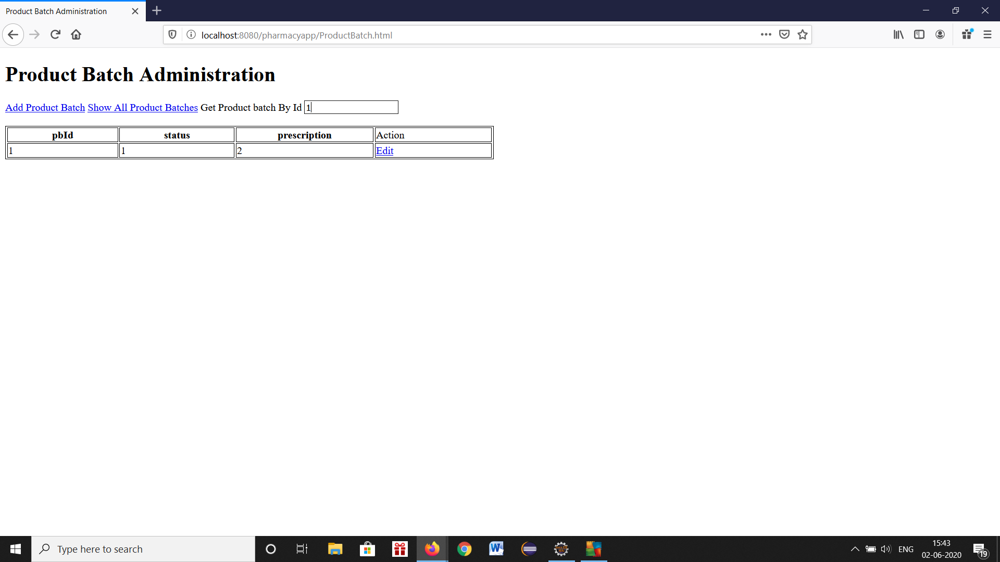 Product Batch Administration
localhost:8080/pharmacyapp/ProductBatch.html
Product Batch Administration
Add Product Batch Show All Product Batches Get Product batch By Id 1
pbId status prescription Action
1 1 2 Edit
Type here to search
ENG
15:43
02-06-2020
19